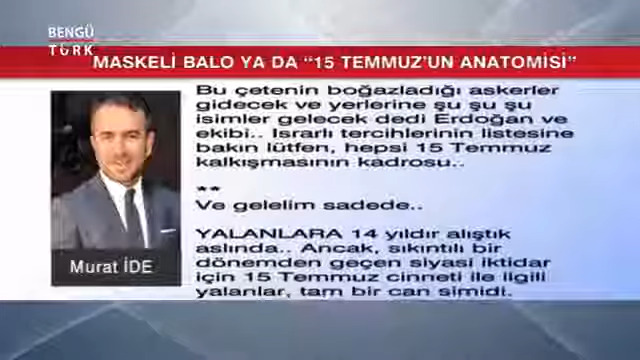 BENGÜ
TÜRK
MASKELİ BALO YA DA “15 TEMMUZ’UN ANATOMİSİ”
Bu çetenin boğazladığı askerler
gidecek ve yerlerine şu şu şu
isimler gelecek dedi Erdoğan ve
ekibi.. Israrlı tercihlerinin listesine
bakın lütfen, hepsi 15 Temmuz
kalkışmasının kadrosu..
**
Ve gelelim sadede..
YALANLARA 14 yıldır alıştık
aslında.. Ancak, sıkıntılı bir
dönemden geçen siyasi iktidar
için 15 Temmuz cinneti ile ilgili
yalanlar, tam bir can simidi.
Murat İDE